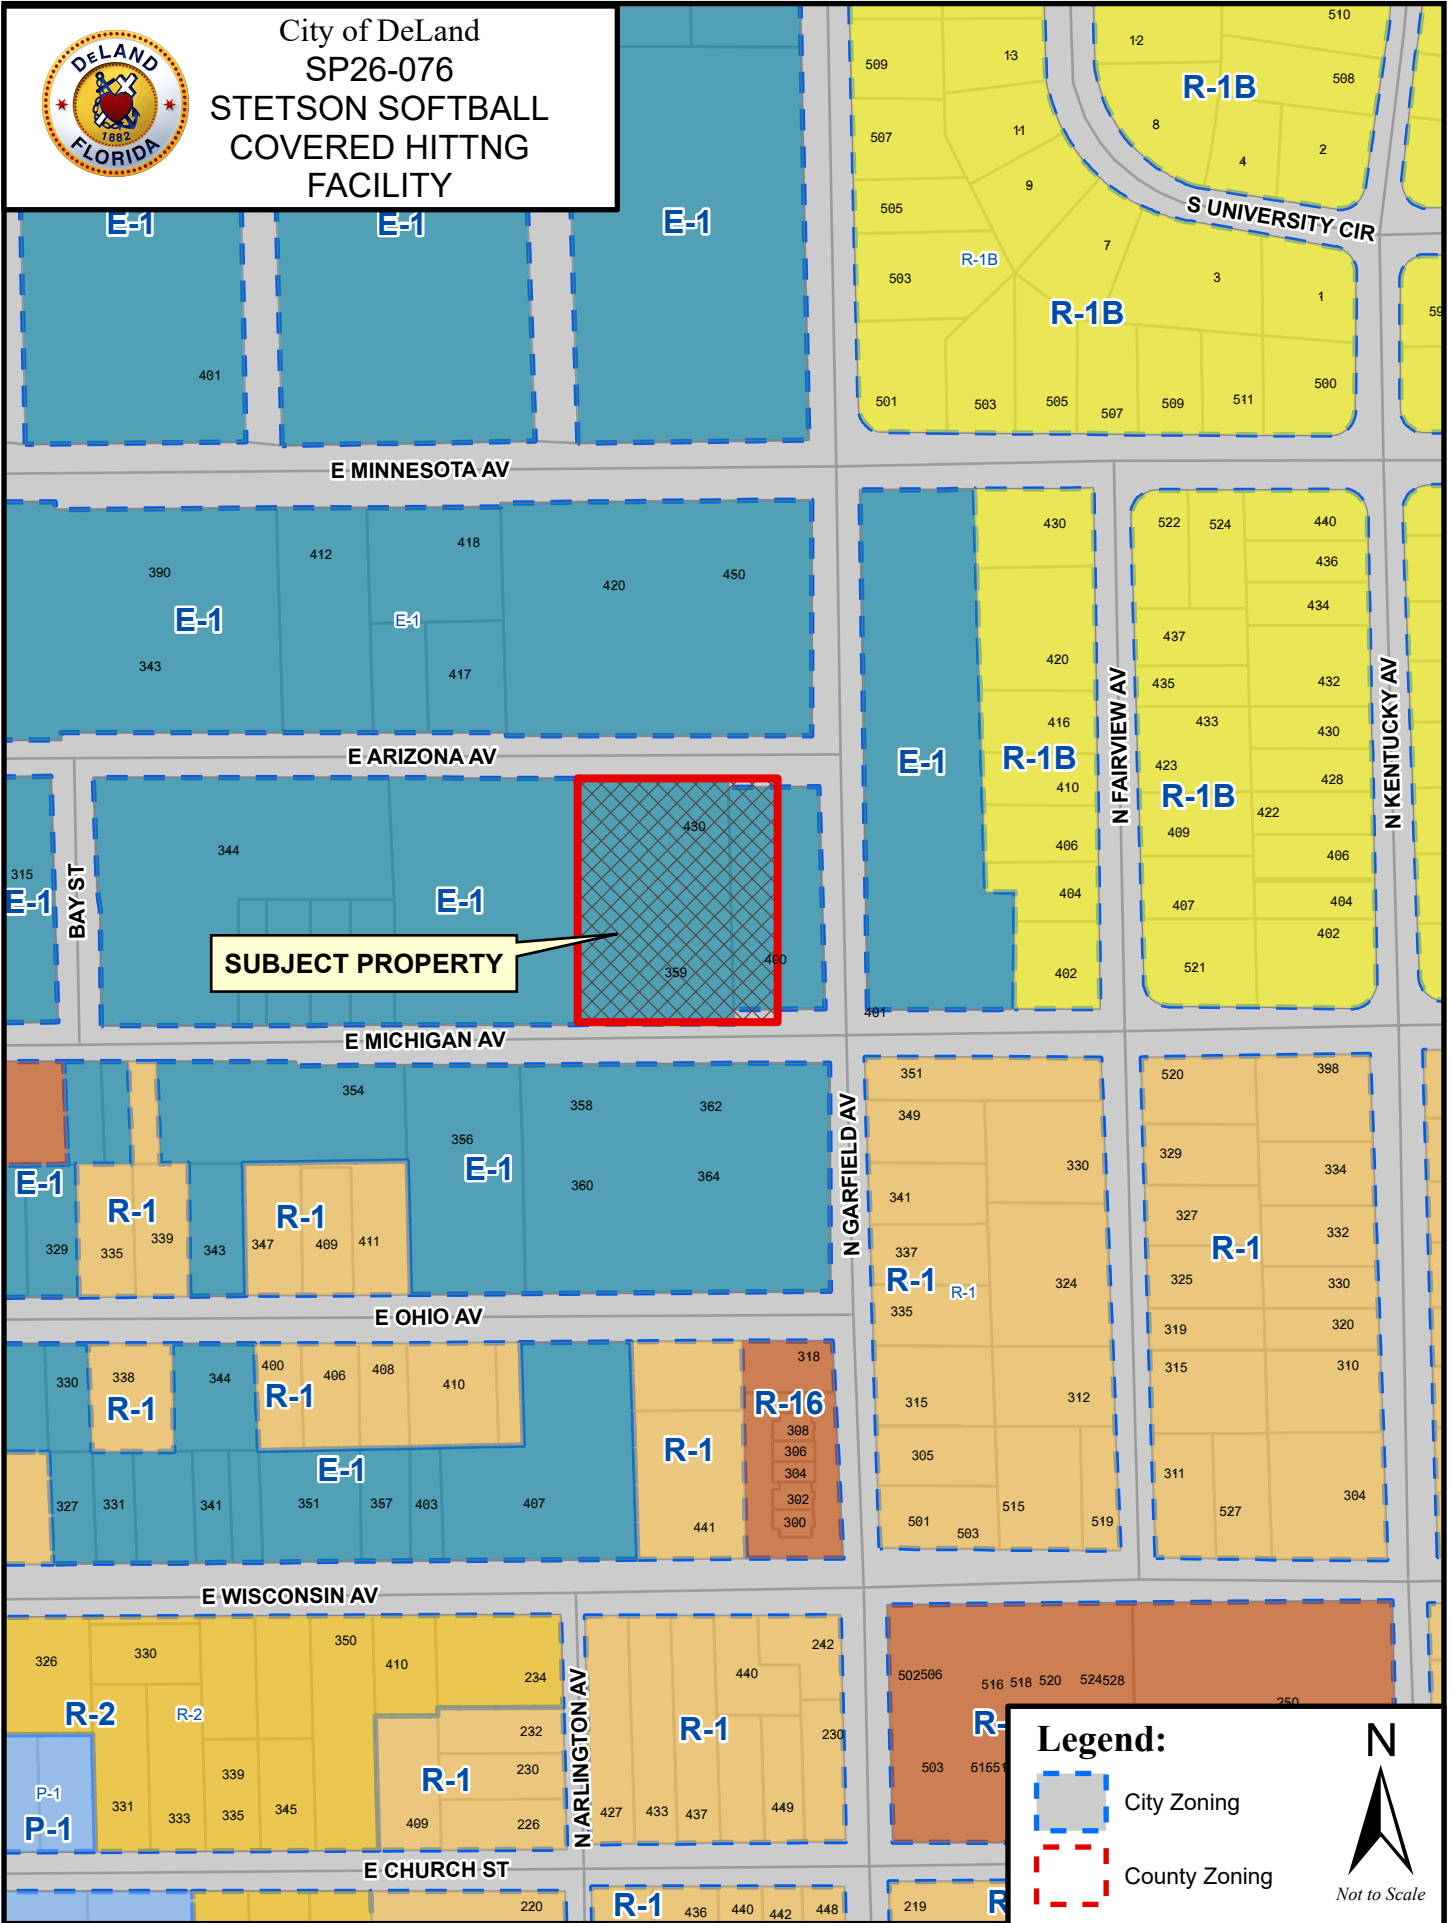 City of DeLand
SP26-076
STETSON SOFTBALL
COVERED HITTNG
FACILITY
DeLAND
1882
FLORIDA
E-1
E-1
E-1
401
509
13
12
510
R-1B
508
507
11
8
4
2
9
505
S UNIVERSITY CIR
7
R-1B
503
3
1
R-1B
59
500
501
503
505
507
509
511
E MINNESOTA AV
390
412
418
420
450
E-1
E-1
343
417
430
522
524
440
436
434
437
420
435
432
416
433
430
E-1
R-1B
423
428
410
R-1B
422
409
406
406
404
407
404
402
402
521
401
N FAIRVIEW AV
N KENTUCKY AV
E ARIZONA AV
430
344
315
E-1
BAY ST
E-1
SUBJECT PROPERTY
359
400
E MICHIGAN AV
354
358
362
356
E-1
360
364
E-1
R-1
R-1
329
335
339
343
347
409
411
N GARFIELD AV
351
349
330
341
337
R-1
R-1
324
335
315
312
305
501
503
515
519
520
398
329
334
327
332
R-1
325
330
319
320
315
310
311
527
304
E OHIO AV
330
338
344
400
406
408
410
R-1
R-1
318
R-16
308
306
304
302
300
R-1
441
E-1
327
331
341
351
357
403
407
E WISCONSIN AV
326
330
350
410
234
R-2
R-2
232
R-1
230
226
409
P-1
P-1
331
333
339
335
345
N ARLINGTON AV
242
440
R-1
230
427
433
437
449
502
506
516
518
520
524
528
250
R-
503
515
51
E CHURCH ST
220
R-1
436
440
442
448
219
R
Legend:
City Zoning
County Zoning
N
Not to Scale